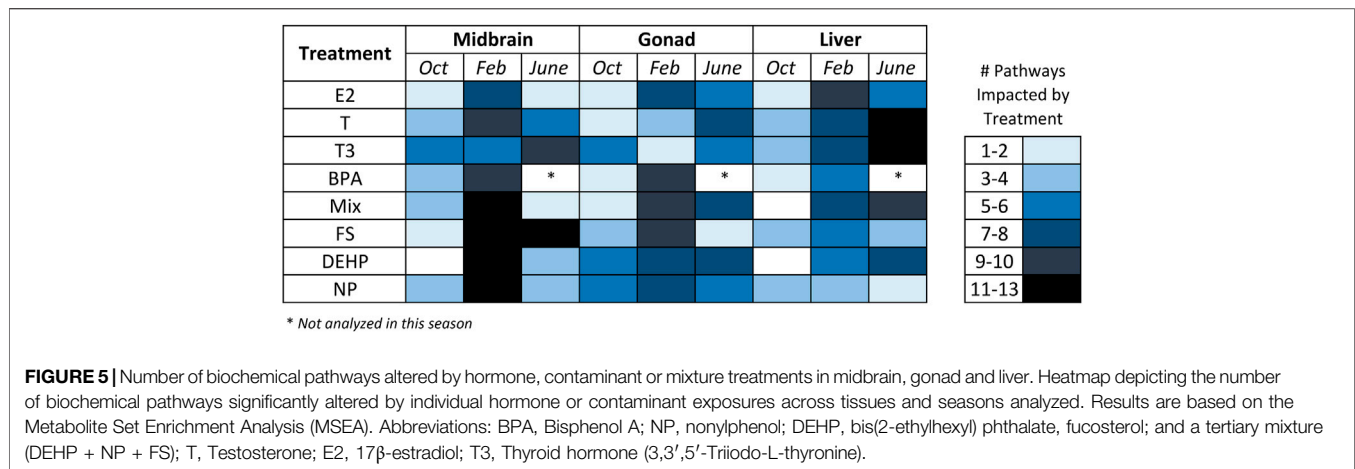 Treatment Midbrain Gonad Liver
Oct Feb June Oct Feb June Oct Feb June
E2
T
T3
BPA * * *
Mix
FS
DEHP
NP
* Not analyzed in this season
# Pathways
Impacted by
Treatment
1-2
3-4
5-6
7-8
9-10
11-13
FIGURE 5 | Number of biochemical pathways altered by hormone, contaminant or mixture treatments in midbrain, gonad and liver. Heatmap depicting the number
of biochemical pathways significantly altered by individual hormone or contaminant exposures across tissues and seasons analyzed. Results are based on the
Metabolite Set Enrichment Analysis (MSEA). Abbreviations: BPA, Bisphenol A; NP, nonylphenol; DEHP, bis(2-ethylhexyl) phthalate, fucosterol; and a tertiary mixture
(DEHP + NP + FS); T, Testosterone; E2, 17β-estradiol; T3, Thyroid hormone (3,3′,5′-Triiodo-L-thyronine).